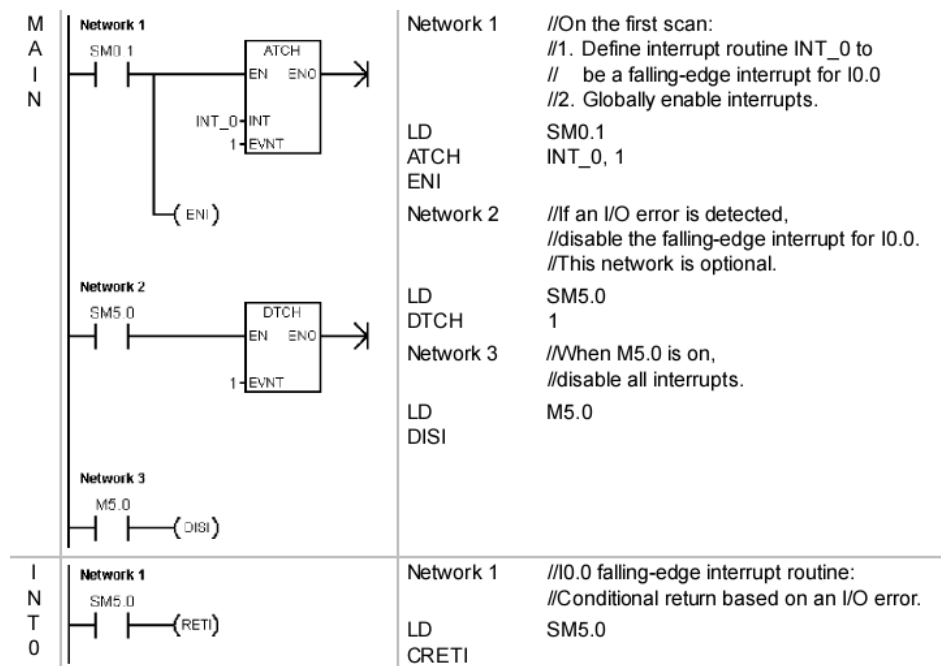 MAIN
Network 1
SM0.1
ATCH
EN ENO
INT_0 INT
1 EVNT
( ENI )
Network 2
SM5.0
DTCH
EN ENO
1 EVNT
Network 3
M5.0
( DISI )
Network 1 //On the first scan:
//1. Define interrupt routine INT_0 to
// be a falling-edge interrupt for I0.0
//2. Globally enable interrupts.
LD SM0.1
ATCH INT_0, 1
ENI
Network 2 //If an I/O error is detected,
//disable the falling-edge interrupt for I0.0.
//This network is optional.
LD SM5.0
DTCH 1
Network 3 //When M5.0 is on,
//disable all interrupts.
LD M5.0
DISI
INT0
Network 1
SM5.0
(RETI)
Network 1 //I0.0 falling-edge interrupt routine:
//Conditional return based on an I/O error.
LD SM5.0
CRETI